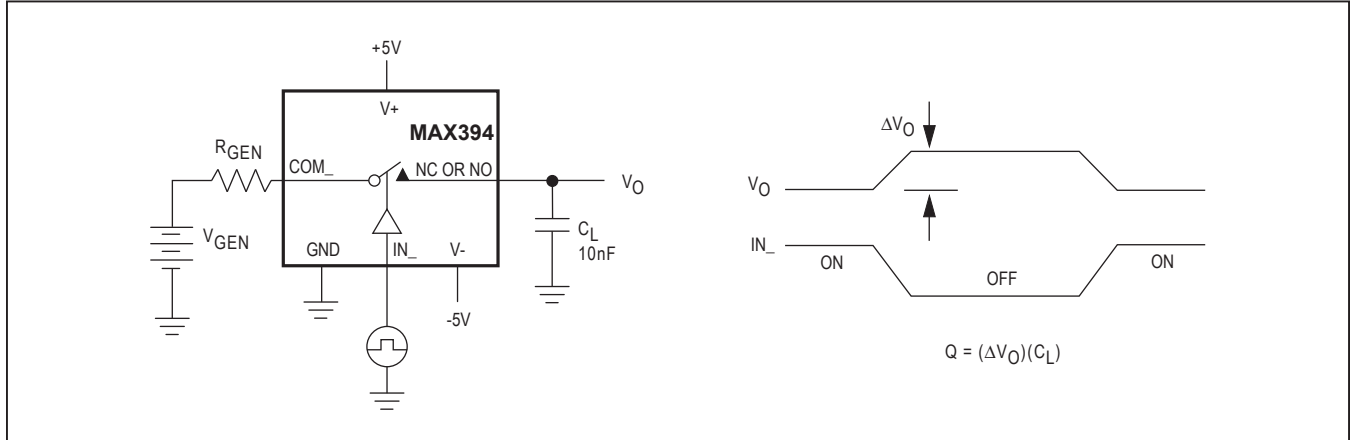 +5V
V+
MAX394
RGEN
COM_
NC OR NO
VO
VGEN
CL
10nF
GND
IN_
V-
-5V
ΔVO
VO
IN_
ON
OFF
ON
Q = (ΔVO)(CL)